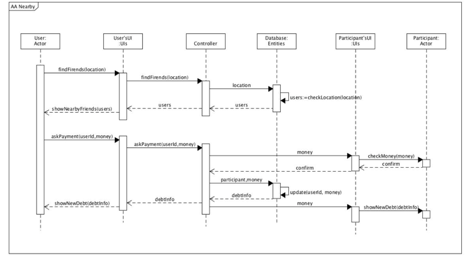 AA Nearby
User:
Actor
User'sUI
:UIs
Controller
Database:
Entities
Participant'sUI
:UIs
Participant:
Actor
findFirends(location)
findFirends(location)
location
users:=checkLocation(location)
users
users
showNearbyFriends(users)
askPayment(userId,money)
askPayment(userId,money)
money
checkMoney(money)
confirm
confirm
participant,money
update(userId, money)
debtInfo
debtInfo
showNewDebt(debtInfo)
money
showNewDebt(debtInfo)